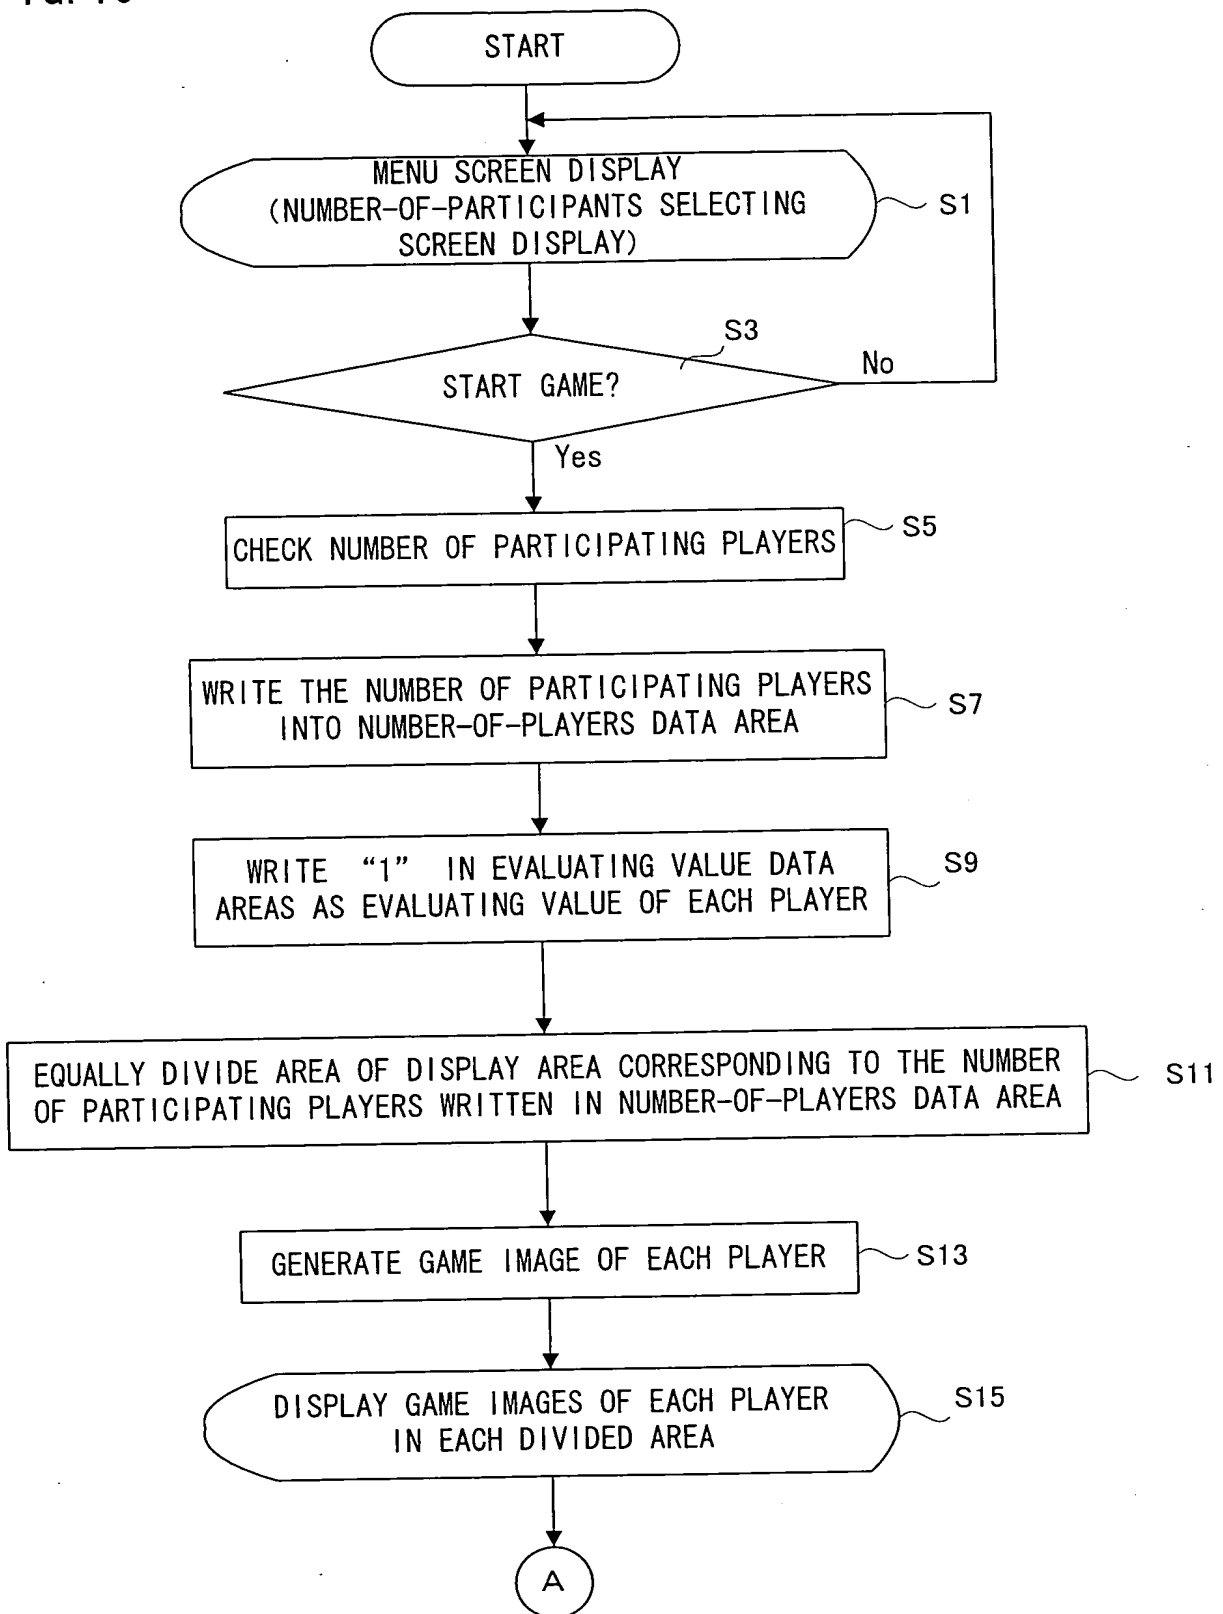 START
MENU SCREEN DISPLAY
(NUMBER-OF-PARTICIPANTS SELECTING
SCREEN DISPLAY)
S1
S3
START GAME?
No
Yes
CHECK NUMBER OF PARTICIPATING PLAYERS
S5
WRITE THE NUMBER OF PARTICIPATING PLAYERS
INTO NUMBER-OF-PLAYERS DATA AREA
S7
WRITE “1” IN EVALUATING VALUE DATA
AREAS AS EVALUATING VALUE OF EACH PLAYER
S9
EQUALLY DIVIDE AREA OF DISPLAY AREA CORRESPONDING TO THE NUMBER
OF PARTICIPATING PLAYERS WRITTEN IN NUMBER-OF-PLAYERS DATA AREA
S11
GENERATE GAME IMAGE OF EACH PLAYER
S13
DISPLAY GAME IMAGES OF EACH PLAYER
IN EACH DIVIDED AREA
S15
A